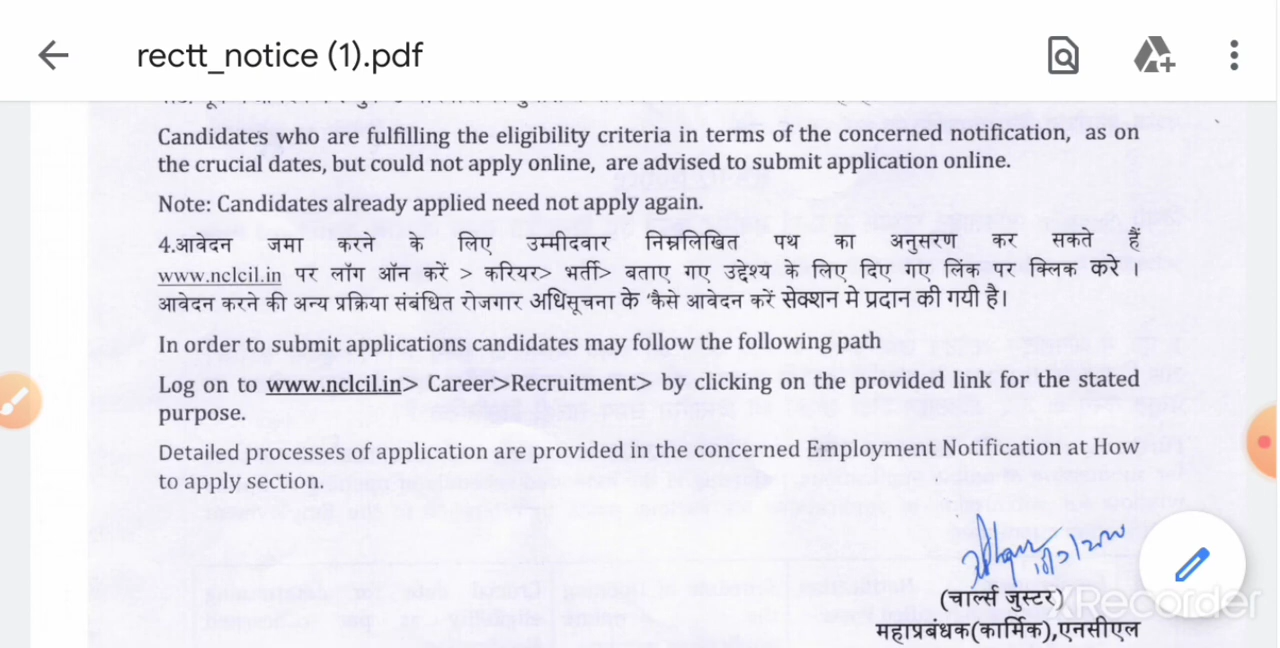 rectt_notice (1).pdf
Candidates who are fulfilling the eligibility criteria in terms of the concerned notification, as on
the crucial dates, but could not apply online, are advised to submit application online.
Note: Candidates already applied need not apply again.
4.आवेदन जमा करने के लिए उम्मीदवार निम्नलिखित पथ का अनुसरण कर सकते हैं
www.nclcil.in पर लॉग ऑन करें > करियर> भर्ती> बताए गए उद्देश्य के लिए दिए गए लिंक पर क्लिक करे ।
आवेदन करने की अन्य प्रक्रिया संबंधित रोजगार अधिसूचना के 'कैसे आवेदन करें सेक्शन मे प्रदान की गयी है।
In order to submit applications candidates may follow the following path
Log on to www.nclcil.in> Career>Recruitment> by clicking on the provided link for the stated
purpose.
Detailed processes of application are provided in the concerned Employment Notification at How
to apply section.
(चार्ल्स जुस्टर)
XRecorder
महाप्रबंधक(कार्मिक),एनसीएल